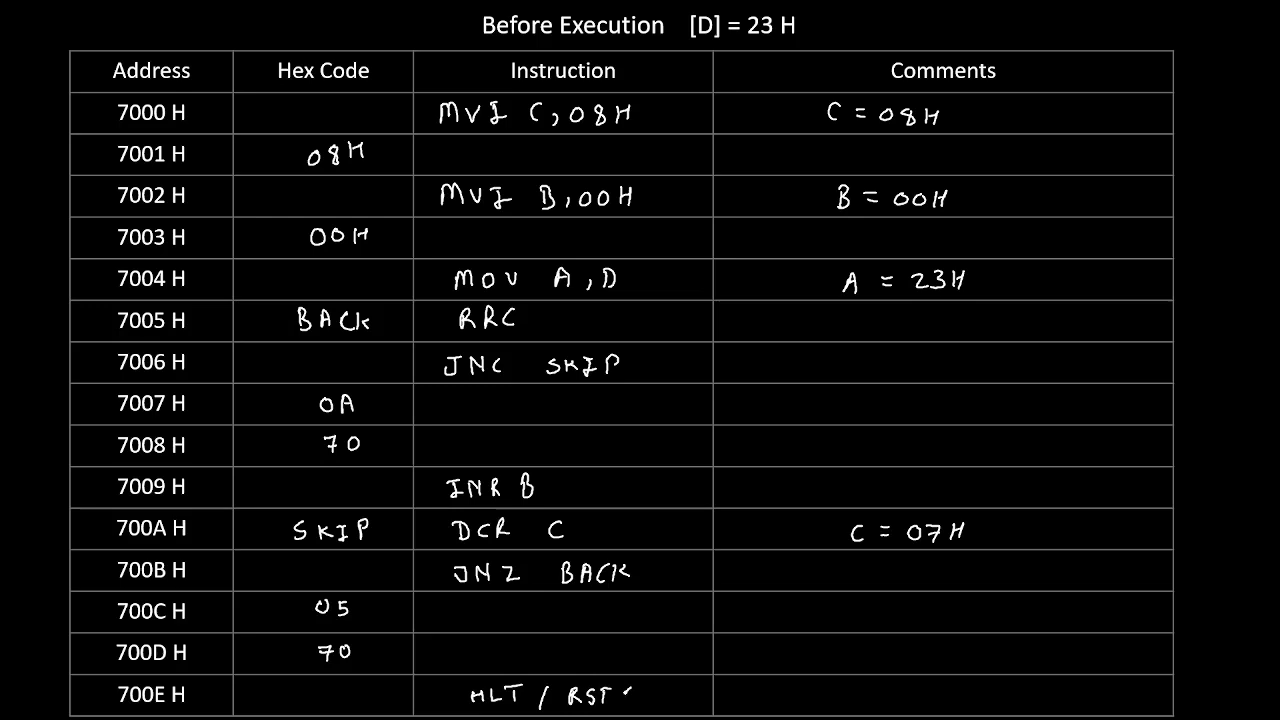 Before Execution [D] = 23 H
Address Hex Code Instruction Comments
7000 H MVI C,08H C = 08H
7001 H 08H
7002 H MVI B,00H B = 00H
7003 H 00H
7004 H MOV A,D A = 23H
7005 H BACK RRC
7006 H JNC SKIP
7007 H 0A
7008 H 70
7009 H INR B
700A H SKIP DCR C C = 07H
700B H JNZ BACK
700C H 05
700D H 70
700E H HLT / RST